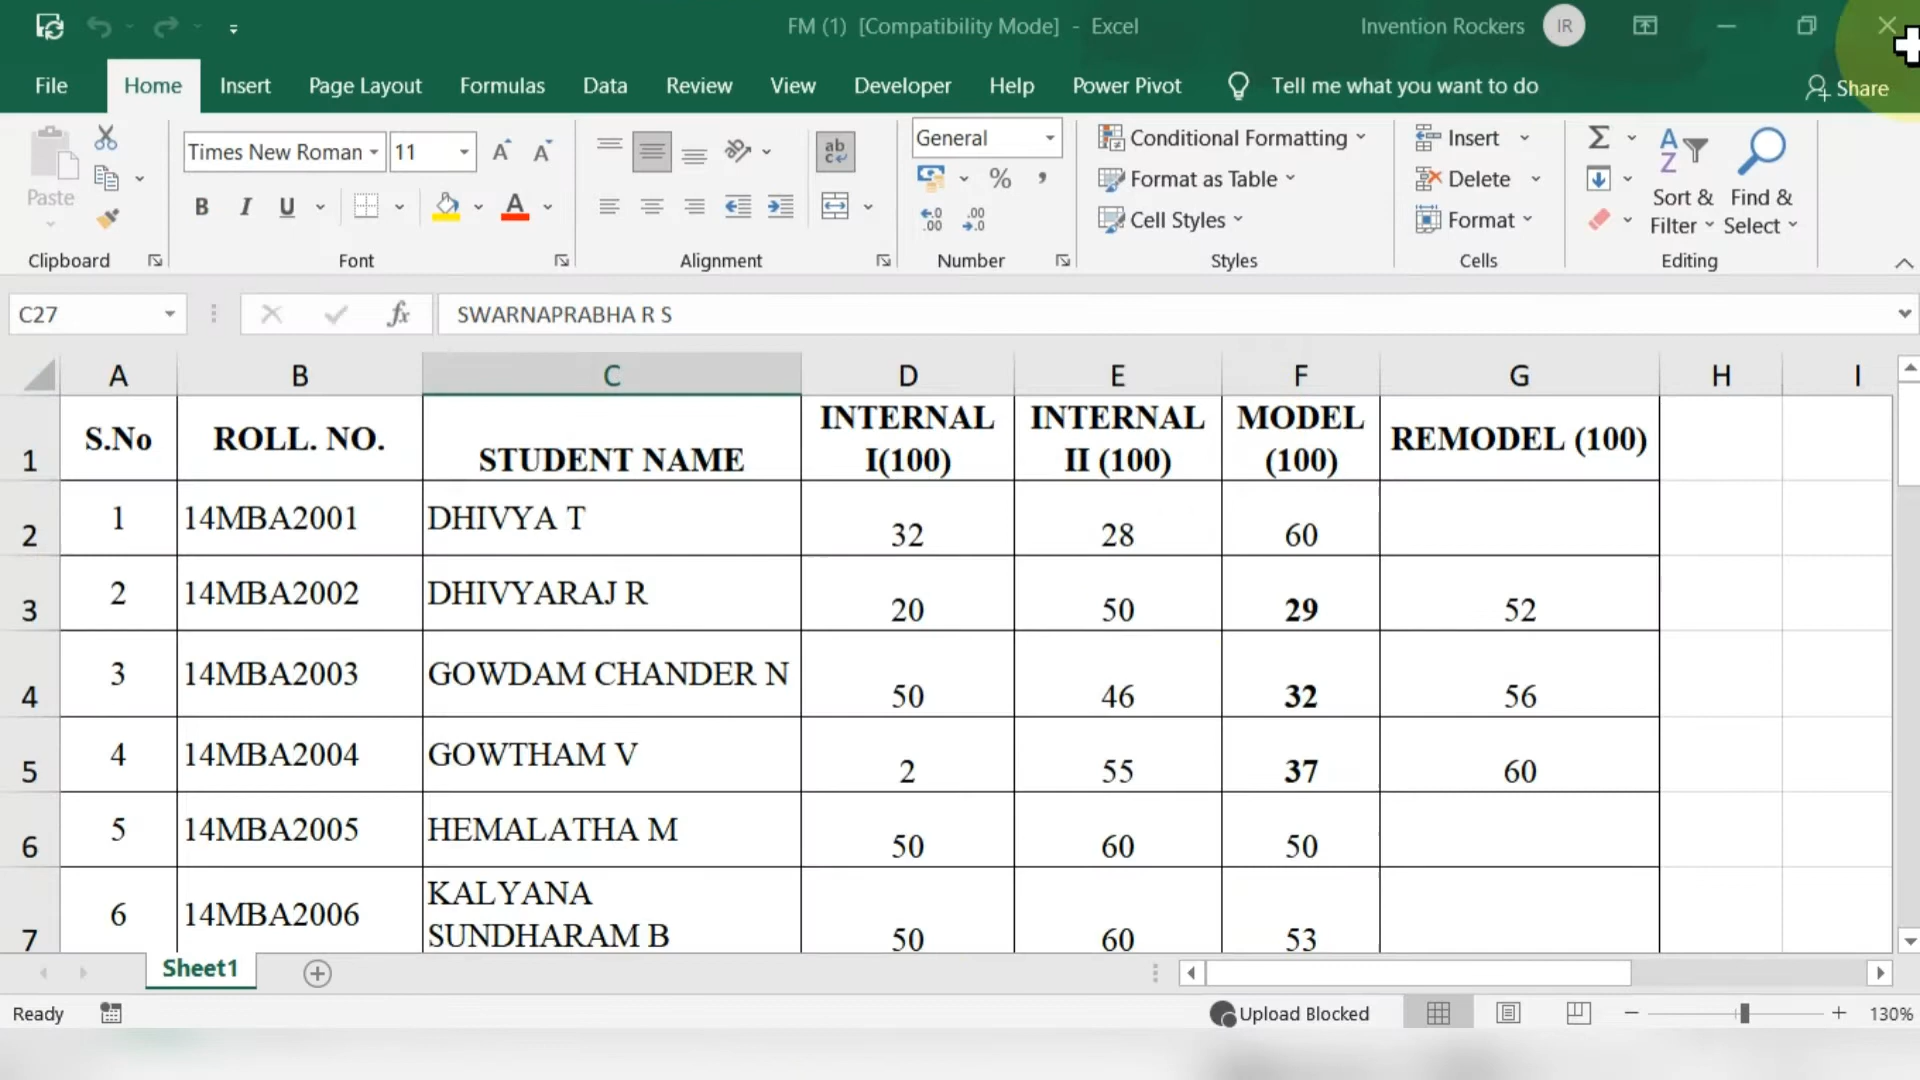 FM (1) [Compatibility Mode] - Excel
Invention Rockers
IR
File Home Insert Page Layout Formulas Data Review View Developer Help Power Pivot Tell me what you want to do Share
Paste
Clipboard
Times New Roman 11
B I U A
Font
ab
Alignment
General
% ,
Number
Conditional Formatting
Format as Table
Cell Styles
Styles
Insert
Delete
Format
Cells
Sort & Filter
Find & Select
Editing
C27 fx SWARNAPRABHA R S
A B C D E F G H I
1 S.No ROLL. NO. STUDENT NAME INTERNAL I(100) INTERNAL II (100) MODEL (100) REMODEL (100)
2 1 14MBA2001 DHIVYA T 32 28 60
3 2 14MBA2002 DHIVYARAJ R 20 50 29 52
4 3 14MBA2003 GOWDAM CHANDER N 50 46 32 56
5 4 14MBA2004 GOWTHAM V 2 55 37 60
6 5 14MBA2005 HEMALATHA M 50 60 50
7 6 14MBA2006 KALYANA SUNDHARAM B 50 60 53
Sheet1
Ready
Upload Blocked
130%